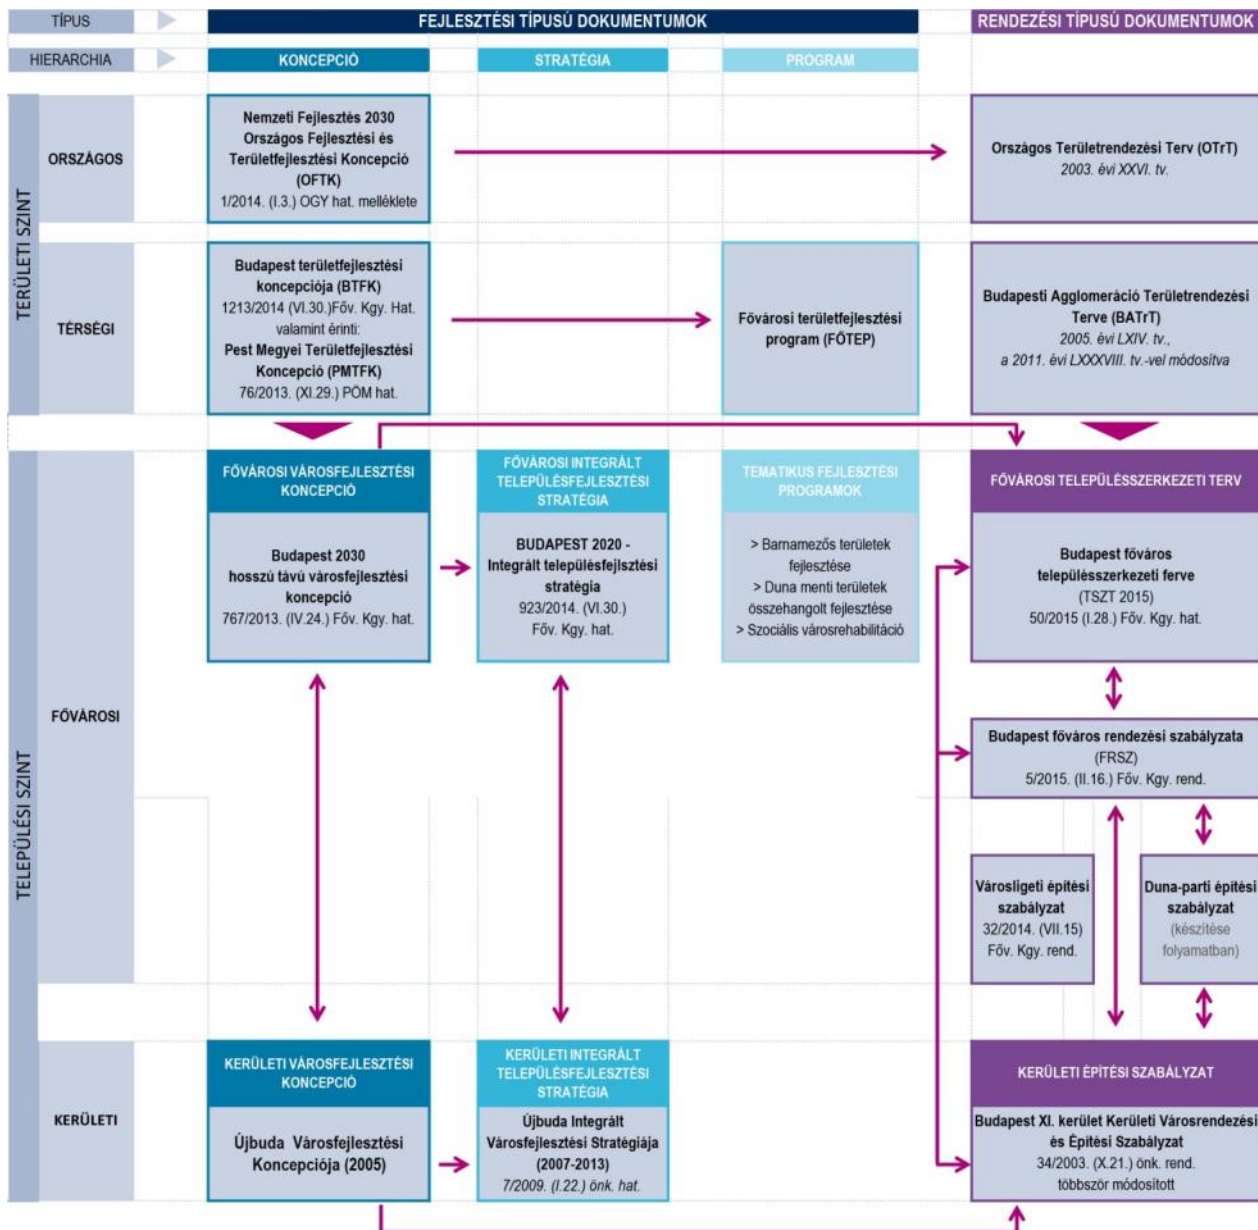 TÍPUS
FEJLESZTÉSI TÍPUSÚ DOKUMENTUMOK
RENDEZÉSI TÍPUSÚ DOKUMENTUMOK
HIERARCHIA
KONCEPCIÓ
STRATÉGIA
PROGRAM
TERÜLETI SZINT
ORSZÁGOS
Nemzeti Fejlesztés 2030
Országos Fejlesztési és
Területfejlesztési Koncepció
(OFTK)
1/2014. (I.3.) OGY hat. melléklete
Országos Területrendezési Terv (OTrT)
2003. évi XXVI. tv.
TÉRSÉGI
Budapest területfejlesztési
koncepciója (BTFK)
1213/2014 (VI.30.)Főv. Kgy. Hat.
valamint érinti:
Pest Megyei Területfejlesztési
Koncepció (PMTFK)
76/2013. (XI.29.) PÖM hat.
Fővárosi területfejlesztési
program (FŐTEP)
Budapesti Agglomeráció Területrendezési
Terve (BATrT)
2005. évi LXIV. tv.,
a 2011. évi LXXXVIII. tv.-vel módosítva
TELEPÜLÉSI SZINT
FŐVÁROSI
FŐVÁROSI VÁROSFEJLESZTÉSI
KONCEPCIÓ
Budapest 2030
hosszú távú városfejlesztési
koncepció
767/2013. (IV.24.) Főv. Kgy. hat.
FŐVÁROSI INTEGRÁLT
TELEPÜLÉSFEJLESZTÉSI
STRATÉGIA
BUDAPEST 2020 -
Integrált településfejlsztési
stratégia
923/2014. (VI.30.)
Főv. Kgy. hat.
TEMATIKUS FEJLESZTÉSI
PROGRAMOK
> Barnamezős területek
fejlesztése
> Duna menti területek
összehangolt fejlesztése
> Szociális városrehabilitáció
FŐVÁROSI TELEPÜLÉSSZERKEZETI TERV
Budapest főváros
településszerkezeti ferve
(TSZT 2015)
50/2015 (I.28.) Főv. Kgy. hat.
Budapest főváros rendezési szabályzata
(FRSZ)
5/2015. (II.16.) Főv. Kgy. rend.
Városligeti építési
szabályzat
32/2014. (VII.15)
Főv. Kgy. rend.
Duna-parti építési
szabályzat
(készítése
folyamatban)
KERÜLETI
KERÜLETI VÁROSFEJLESZTÉSI
KONCEPCIÓ
Újbuda Városfejlesztési
Koncepciója (2005)
KERÜLETI INTEGRÁLT
TELEPÜLÉSFEJLESZTÉSI
STRATÉGIA
Újbuda Integrált
Városfejlesztési Stratégiája
(2007-2013)
7/2009. (I.22.) önk. hat.
KERÜLETI ÉPÍTÉSI SZABÁLYZAT
Budapest XI. kerület Kerületi Városrendezési
és Építési Szabályzat
34/2003. (X.21.) önk. rend.
többször módosított